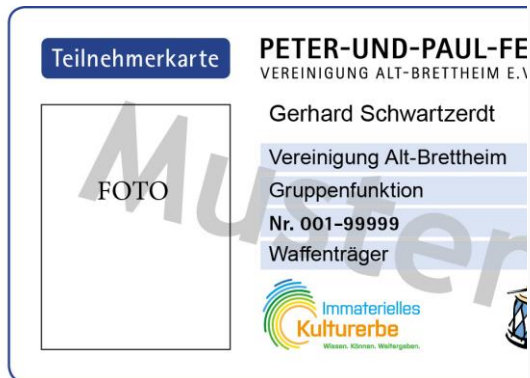 Teilnehmerkarte
PETER-UND-PAUL-FE
VEREINIGUNG ALT-BRETTHEIM E.V
Gerhard Schwartzerdt
Vereinigung Alt-Brettheim
FOTO
Gruppenfunktion
Nr. 001-99999
Waffenträger
Muster
Immaterielles
Kulturerbe
Wissen. Können. Weitergeben.